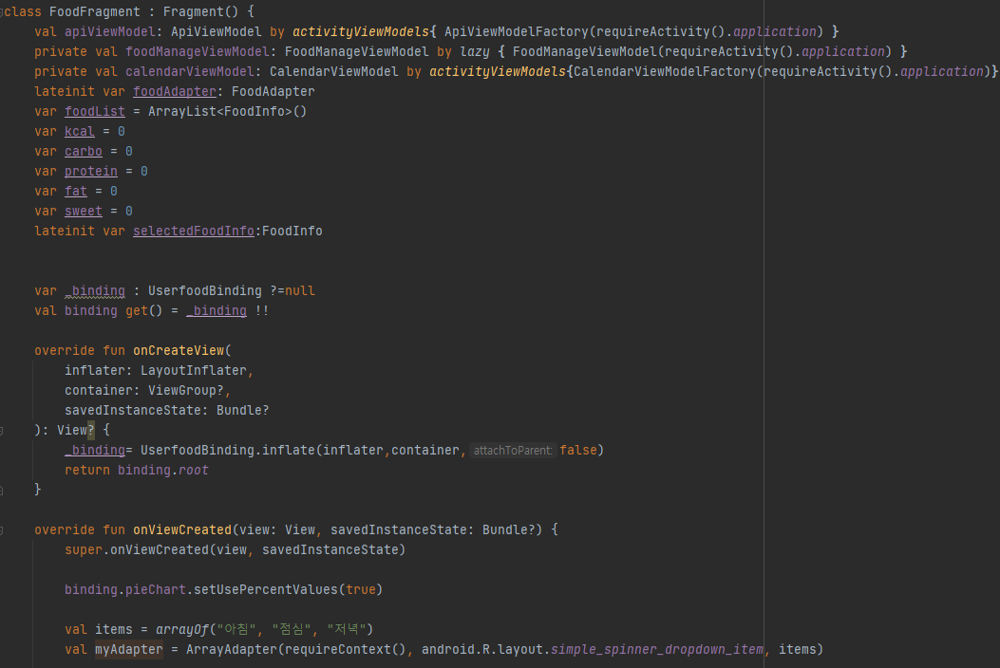 class FoodFragment : Fragment() {
    val apiViewModel: ApiViewModel by activityViewModels{ ApiViewModelFactory(requireActivity().application) }
    private val foodManageViewModel: FoodManageViewModel by lazy { FoodManageViewModel(requireActivity().application) }
    private val calendarViewModel: CalendarViewModel by activityViewModels{CalendarViewModelFactory(requireActivity().application)}
    lateinit var foodAdapter: FoodAdapter
    var foodList = ArrayList<FoodInfo>()
    var kcal = 0
    var carbo = 0
    var protein = 0
    var fat = 0
    var sweet = 0
    lateinit var selectedFoodInfo:FoodInfo
    var _binding : UserfoodBinding ?=null
    val binding get() = _binding !!
    override fun onCreateView(
        inflater: LayoutInflater,
        container: ViewGroup?,
        savedInstanceState: Bundle?
    ): View? {
        _binding= UserfoodBinding.inflate(inflater,container, attachToParent: false)
        return binding.root
    }
    override fun onViewCreated(view: View, savedInstanceState: Bundle?) {
        super.onViewCreated(view, savedInstanceState)
        binding.pieChart.setUsePercentValues(true)
        val items = arrayOf("아침", "점심", "저녁")
        val myAdapter = ArrayAdapter(requireContext(), android.R.layout.simple_spinner_dropdown_item, items)